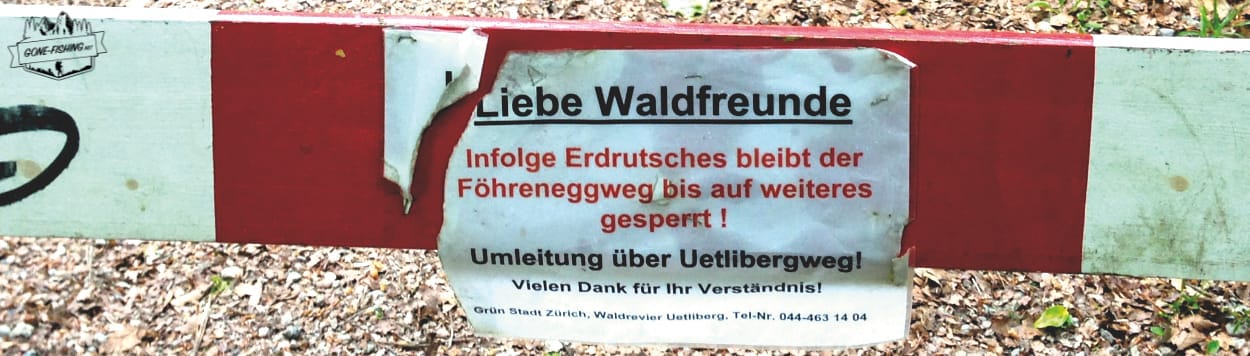 GONE-FISHING.NET
Liebe Waldfreunde
Infolge Erdrutsches bleibt der
Föhreneggweg bis auf weiteres
gesperrt !
Umleitung über Uetlibergweg!
Vielen Dank für Ihr Verständnis!
Grün Stadt Zürich, Waldrevier Uetliberg. Tel-Nr. 044-463 14 04